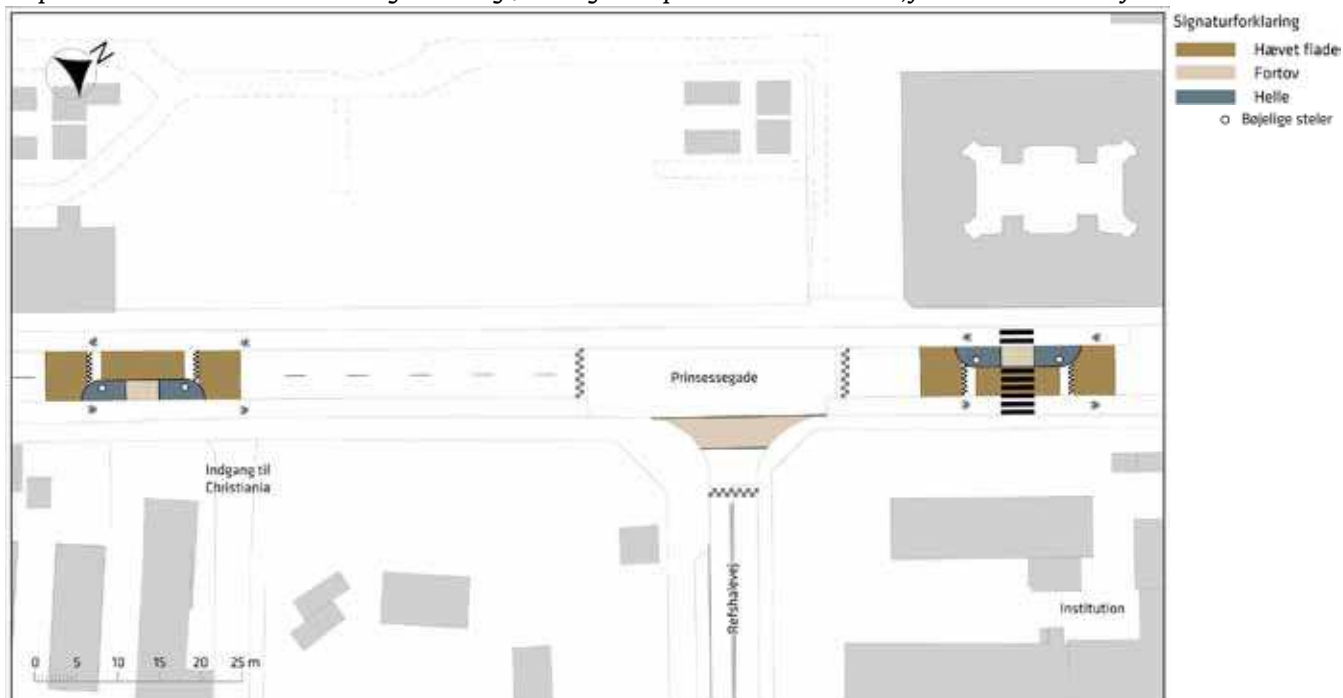 Signaturforklaring
Hævet flade
Fortov
Helle
Bøjelige steler
N
Prinsessegade
Indgang til
Christiania
Refshalevej
Institution
0 5 10 15 20 25 m